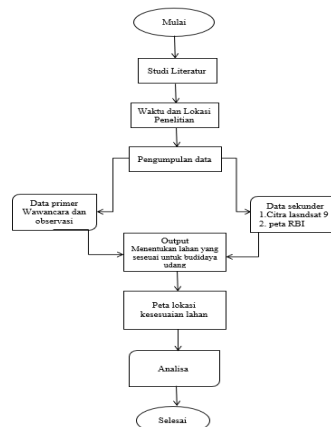 Mulai
Studi Literatur
Waktu dan Lokasi
Penelitian
Pengumpulan data
Data primer
Wawancara dan
observasi
Data sekunder
1.Citra lasndsat 9
2. peta RBI
Output
Menentukan lahan yang
seseuai untuk budidaya
udang
Peta lokasi
kesesuaian lahan
Analisa
Selesai